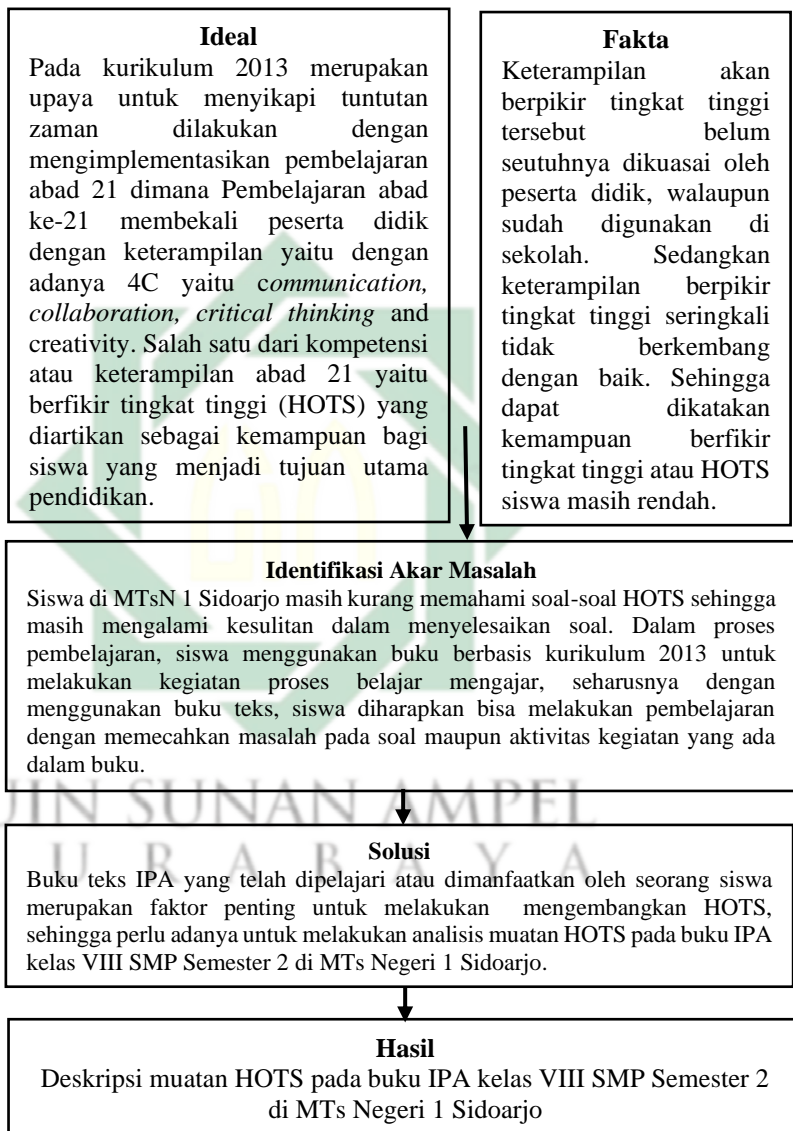 Ideal
Pada kurikulum 2013 merupakan
upaya untuk menyikapi tuntutan
zaman dilakukan dengan
mengimplementasikan pembelajaran
abad 21 dimana Pembelajaran abad
ke-21 membekali peserta didik
dengan keterampilan yaitu dengan
adanya 4C yaitu communication,
collaboration, critical thinking and
creativity. Salah satu dari kompetensi
atau keterampilan abad 21 yaitu
berfikir tingkat tinggi (HOTS) yang
diartikan sebagai kemampuan bagi
siswa yang menjadi tujuan utama
pendidikan.
Fakta
Keterampilan akan
berpikir tingkat tinggi
tersebut belum
seutuhnya dikuasai oleh
peserta didik, walaupun
sudah digunakan di
sekolah. Sedangkan
keterampilan berpikir
tingkat tinggi seringkali
tidak berkembang
dengan baik. Sehingga
dapat dikatakan
kemampuan berfikir
tingkat tinggi atau HOTS
siswa masih rendah.
Identifikasi Akar Masalah
Siswa di MTsN 1 Sidoarjo masih kurang memahami soal-soal HOTS sehingga
masih mengalami kesulitan dalam menyelesaikan soal. Dalam proses
pembelajaran, siswa menggunakan buku berbasis kurikulum 2013 untuk
melakukan kegiatan proses belajar mengajar, seharusnya dengan
menggunakan buku teks, siswa diharapkan bisa melakukan pembelajaran
dengan memecahkan masalah pada soal maupun aktivitas kegiatan yang ada
dalam buku.
UIN SUNAN AMPEL
U R A B A Y A
Solusi
Buku teks IPA yang telah dipelajari atau dimanfaatkan oleh seorang siswa
merupakan faktor penting untuk melakukan mengembangkan HOTS,
sehingga perlu adanya untuk melakukan analisis muatan HOTS pada buku IPA
kelas VIII SMP Semester 2 di MTs Negeri 1 Sidoarjo.
Hasil
Deskripsi muatan HOTS pada buku IPA kelas VIII SMP Semester 2
di MTs Negeri 1 Sidoarjo